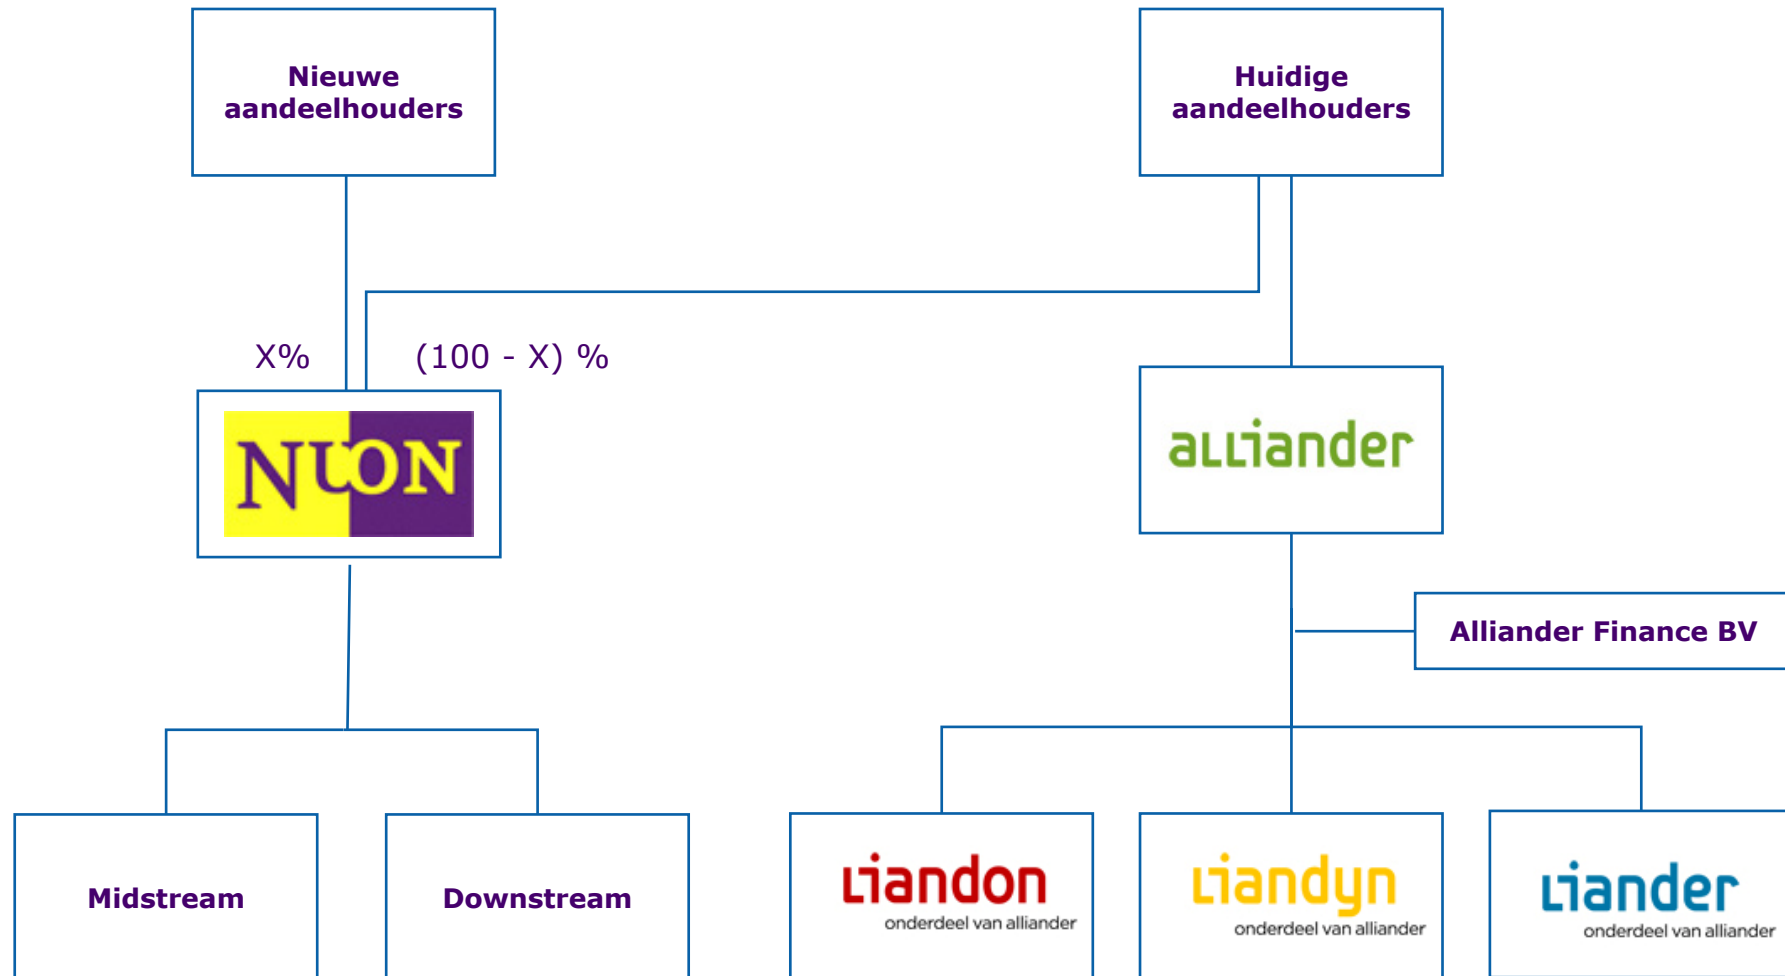 Nieuwe
aandeelhouders
Huidige
aandeelhouders
X%
(100 - X) %
NUON
alliander
Alliander Finance BV
Midstream
Downstream
Liandon
onderdeel van alliander
Liandyn
onderdeel van alliander
Liander
onderdeel van alliander